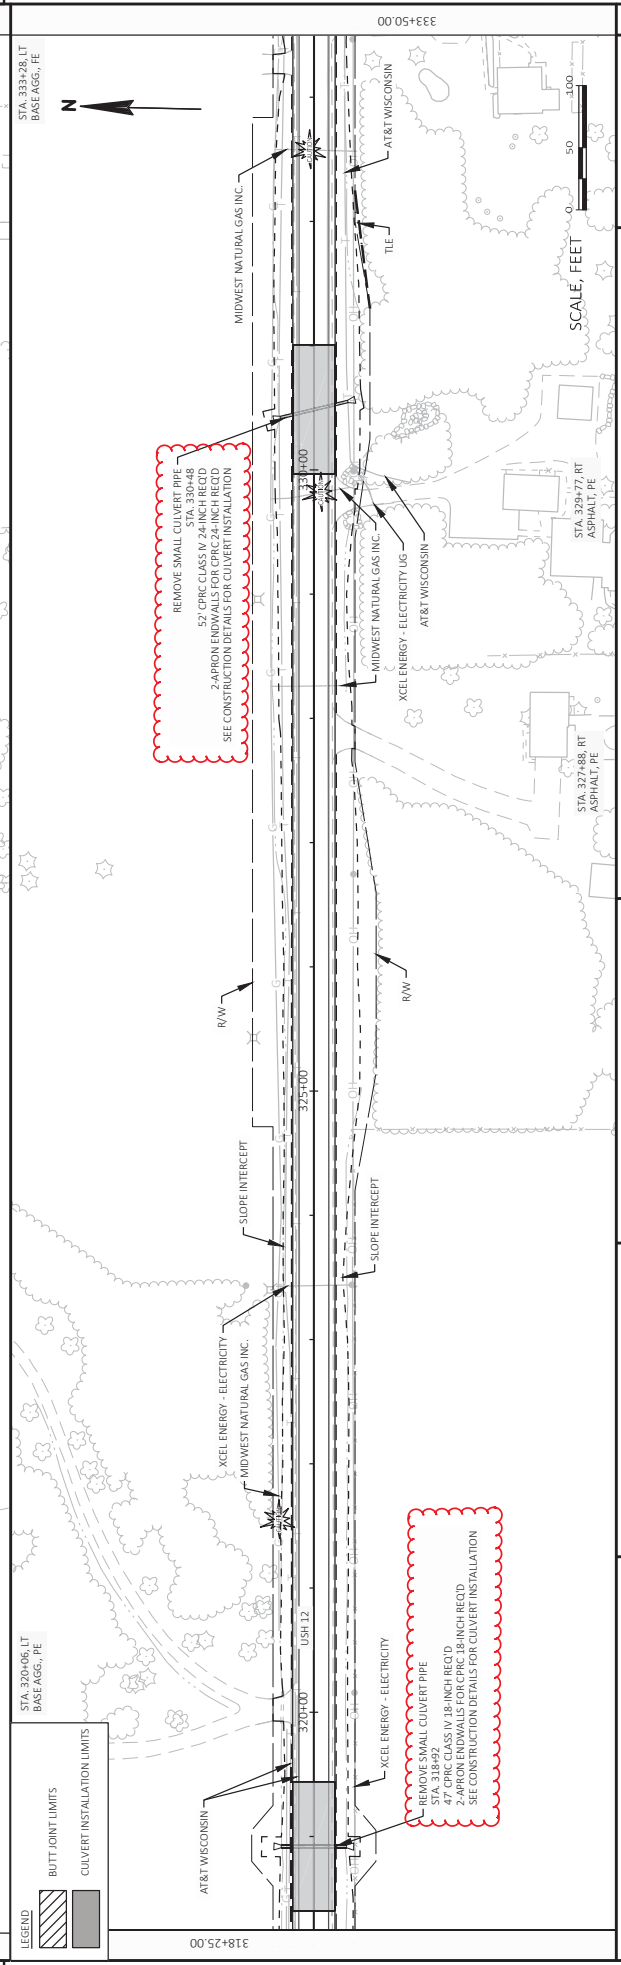 333+50.00
STA. 333+28, LT
BASE AGG., FE
N
MIDWEST NATURAL GAS INC.
CAUTION
AT&T WISCONSIN
TLE
0
50
100
SCALE, FEET
REMOVE SMALL CULVERT PIPE
STA. 330+48
52' CPRC CLASS IV 24-INCH REQ'D
2-APRON ENDWALLS FOR CPRC 24-INCH REQ'D
SEE CONSTRUCTION DETAILS FOR CULVERT INSTALLATION
330+00
CAUTION
MIDWEST NATURAL GAS INC.
XCEL ENERGY - ELECTRICITY UG
AT&T WISCONSIN
STA. 329+77, RT
ASPHALT, PE
STA. 327+88, RT
ASPHALT, PE
R/W
R/W
325+00
SLOPE INTERCEPT
SLOPE INTERCEPT
XCEL ENERGY - ELECTRICITY
MIDWEST NATURAL GAS INC.
CAUTION
USH 12
320+00
STA. 320+06, LT
BASE AGG., PE
AT&T WISCONSIN
XCEL ENERGY - ELECTRICITY
REMOVE SMALL CULVERT PIPE
STA. 318+92
47' CPRC CLASS IV 18-INCH REQ'D
2-APRON ENDWALLS FOR CPRC 18-INCH REQ'D
SEE CONSTRUCTION DETAILS FOR CULVERT INSTALLATION
LEGEND
BUTT JOINT LIMITS
CULVERT INSTALLATION LIMITS
318+25.00